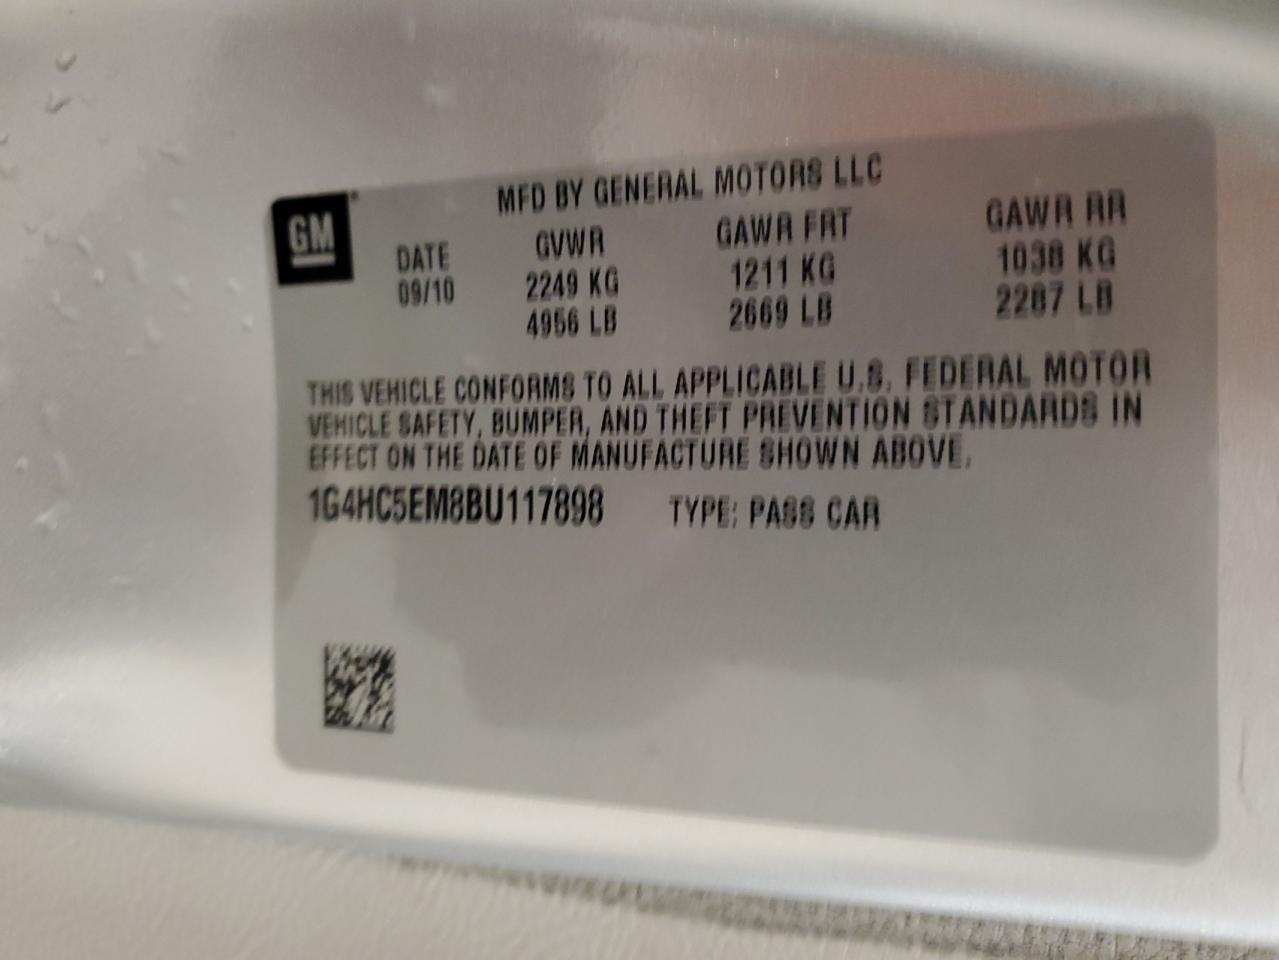 MFD BY GENERAL MOTORS LLC
GM
DATE GVWR GAWR FRT GAWR RR
09/10 2249 KG 1211 KG 1038 KG
4956 LB 2669 LB 2287 LB
THIS VEHICLE CONFORMS TO ALL APPLICABLE U.S. FEDERAL MOTOR
VEHICLE SAFETY, BUMPER, AND THEFT PREVENTION STANDARDS IN
EFFECT ON THE DATE OF MANUFACTURE SHOWN ABOVE.
1G4HC5EM8BU117898 TYPE: PASS CAR